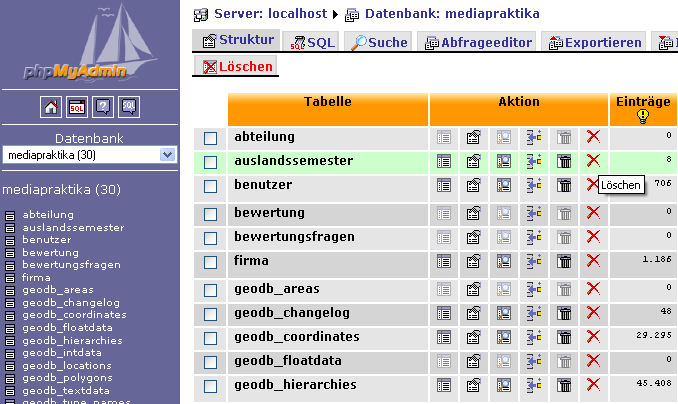 phpMyAdmin
SQL
Datenbank
mediapraktika (30)
mediapraktika (30)
abteilung
auslandssemester
benutzer
bewertung
bewertungsfragen
firma
geodb_areas
geodb_changelog
geodb_coordinates
geodb_floatdata
geodb_hierarchies
geodb_intdata
geodb_locations
geodb_polygons
geodb_textdata
geodb_type_names
Server: localhost Datenbank: mediapraktika
Struktur SQL Suche Abfrageeditor Exportieren
Löschen
Tabelle Aktion Einträge
abteilung 0
auslandssemester 8
benutzer 706
Löschen
bewertung 0
bewertungsfragen 0
firma 1.186
geodb_areas 0
geodb_changelog 48
geodb_coordinates 29.295
geodb_floatdata 0
geodb_hierarchies 45.408